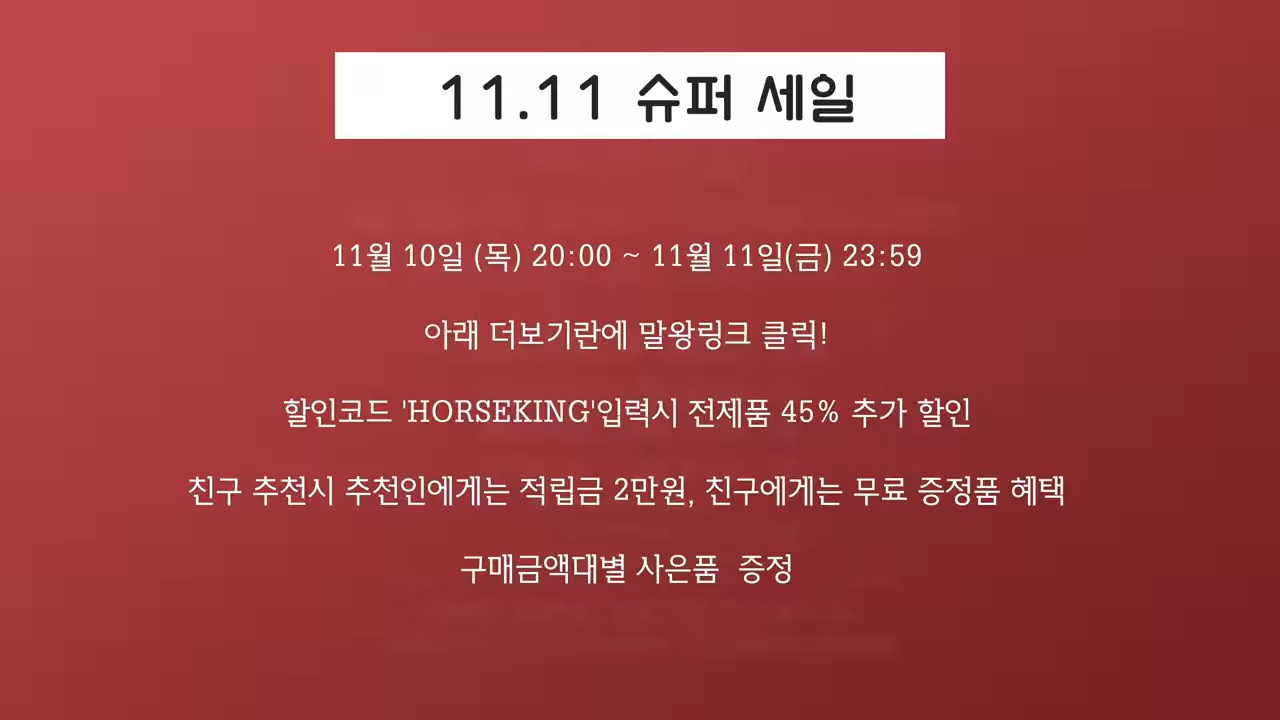 11.11 슈퍼 세일
11월 10일 (목) 20:00 ~ 11월 11일(금) 23:59
아래 더보기란에 말왕링크 클릭!
할인코드 'HORSEKING'입력시 전제품 45% 추가 할인
친구 추천시 추천인에게는 적립금 2만원, 친구에게는 무료 증정품 혜택
구매금액대별 사은품 증정